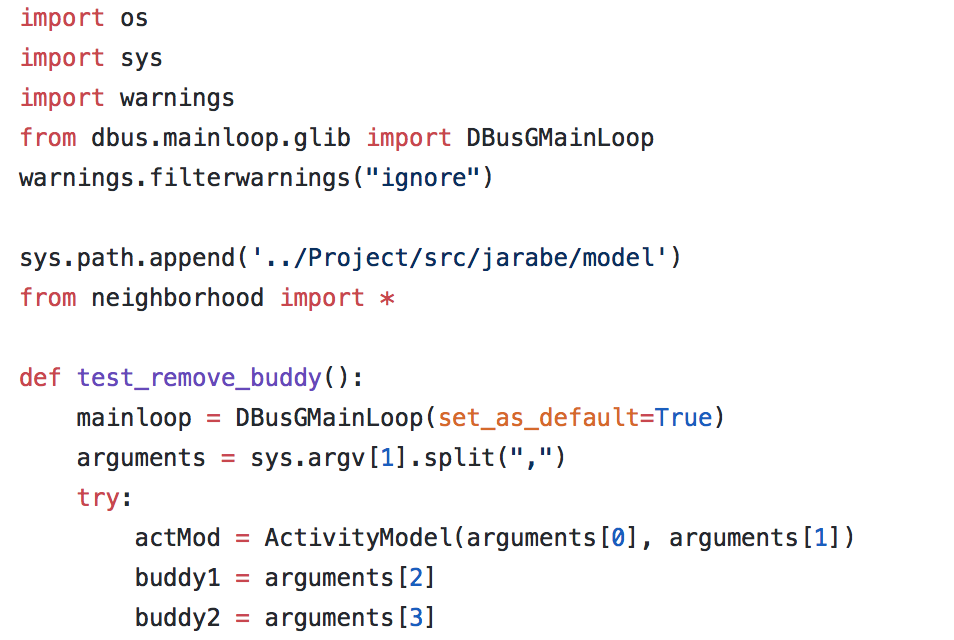 import os
import sys
import warnings
from dbus.mainloop.glib import DBusGMainLoop
warnings.filterwarnings("ignore")

sys.path.append('../Project/src/jarabe/model')
from neighborhood import *

def test_remove_buddy():
    mainloop = DBusGMainLoop(set_as_default=True)
    arguments = sys.argv[1].split(",")
    try:
        actMod = ActivityModel(arguments[0], arguments[1])
        buddy1 = arguments[2]
        buddy2 = arguments[3]